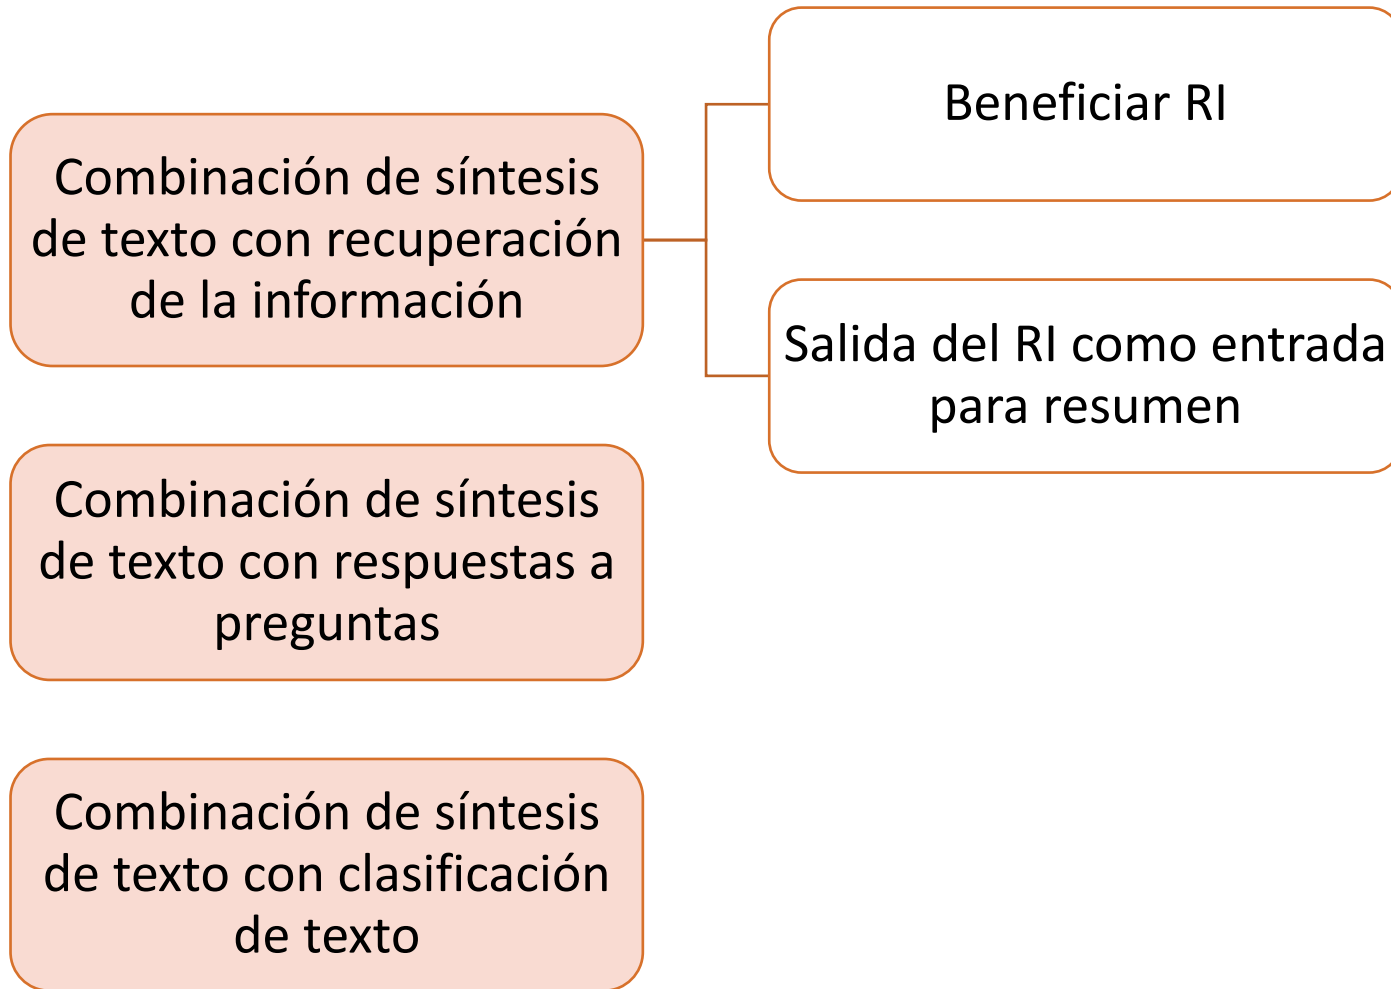 Combinación de síntesis
de texto con recuperación
de la información
Beneficiar RI
Salida del RI como entrada
para resumen
Combinación de síntesis
de texto con respuestas a
preguntas
Combinación de síntesis
de texto con clasificación
de texto